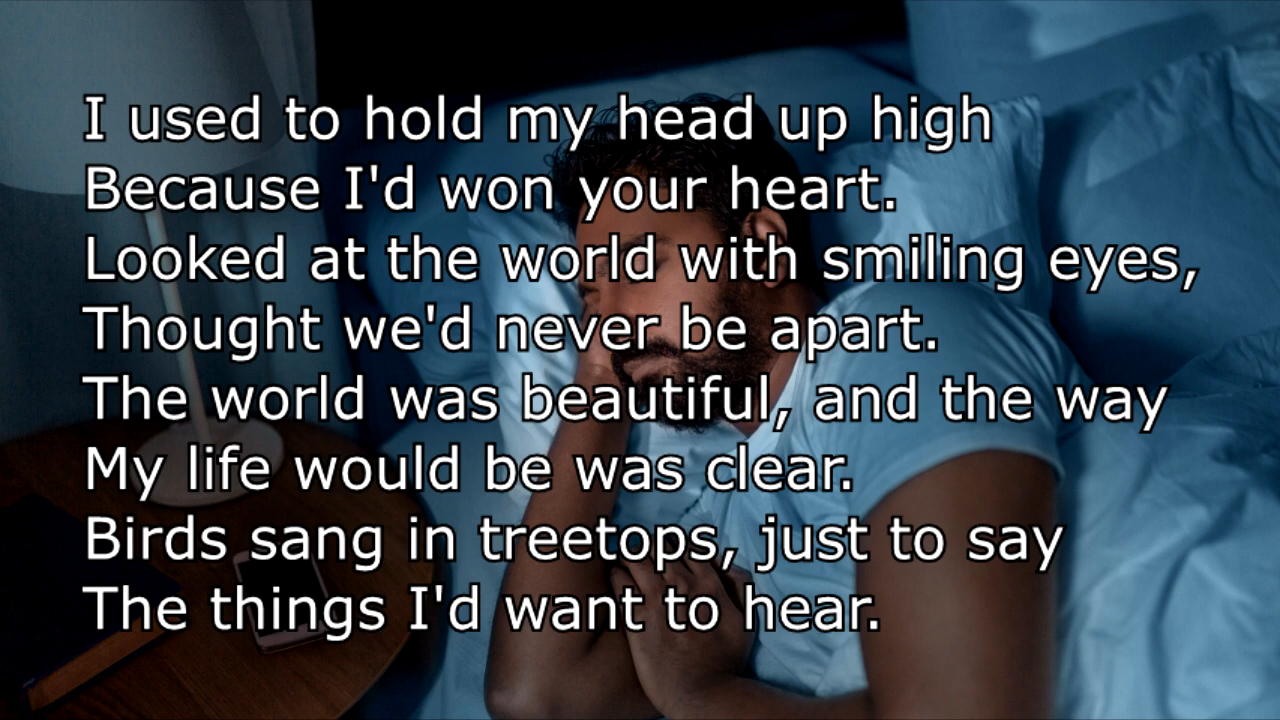 I used to hold my head up high
Because I'd won your heart.
Looked at the world with smiling eyes,
Thought we'd never be apart.
The world was beautiful, and the way
My life would be was clear.
Birds sang in treetops, just to say
The things I'd want to hear.